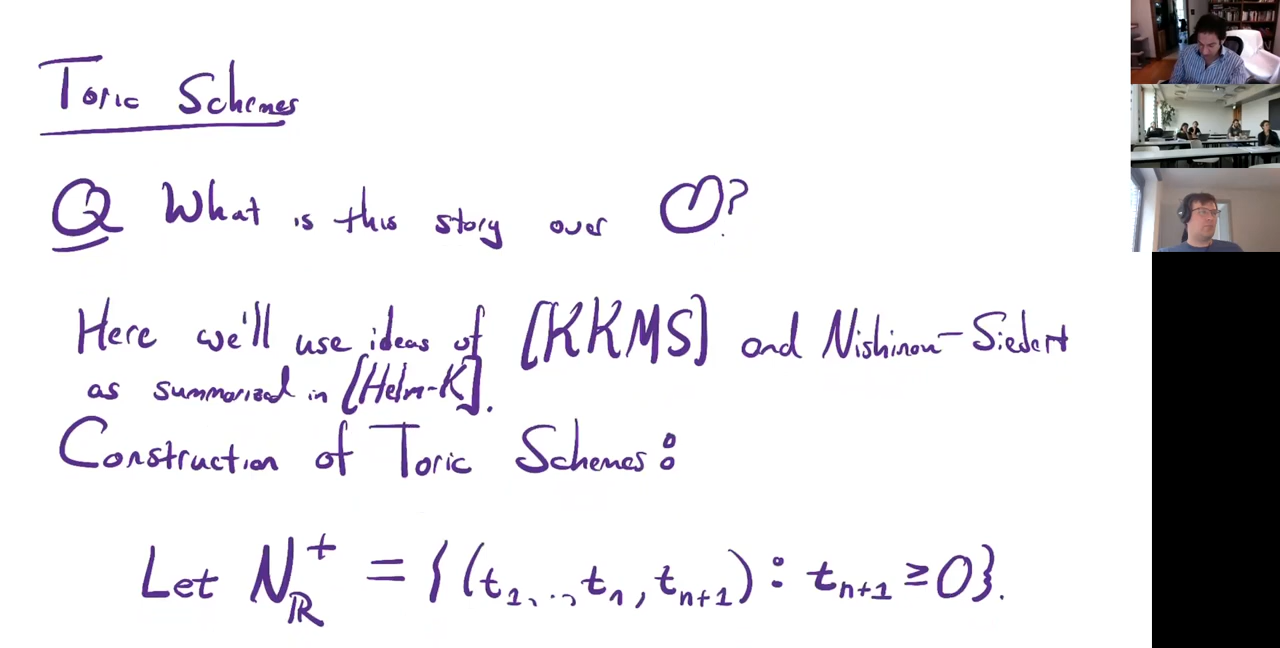 Toric Schemes
Q What is this story over O?
Here we'll use ideas of [KKMS] and Nishinou-Siebert
as summarized in [Helm-K].
Construction of Toric Schemes:
Let N_ℝ^+ = {(t_1,..,t_n, t_{n+1}) : t_{n+1} ≥ 0}.